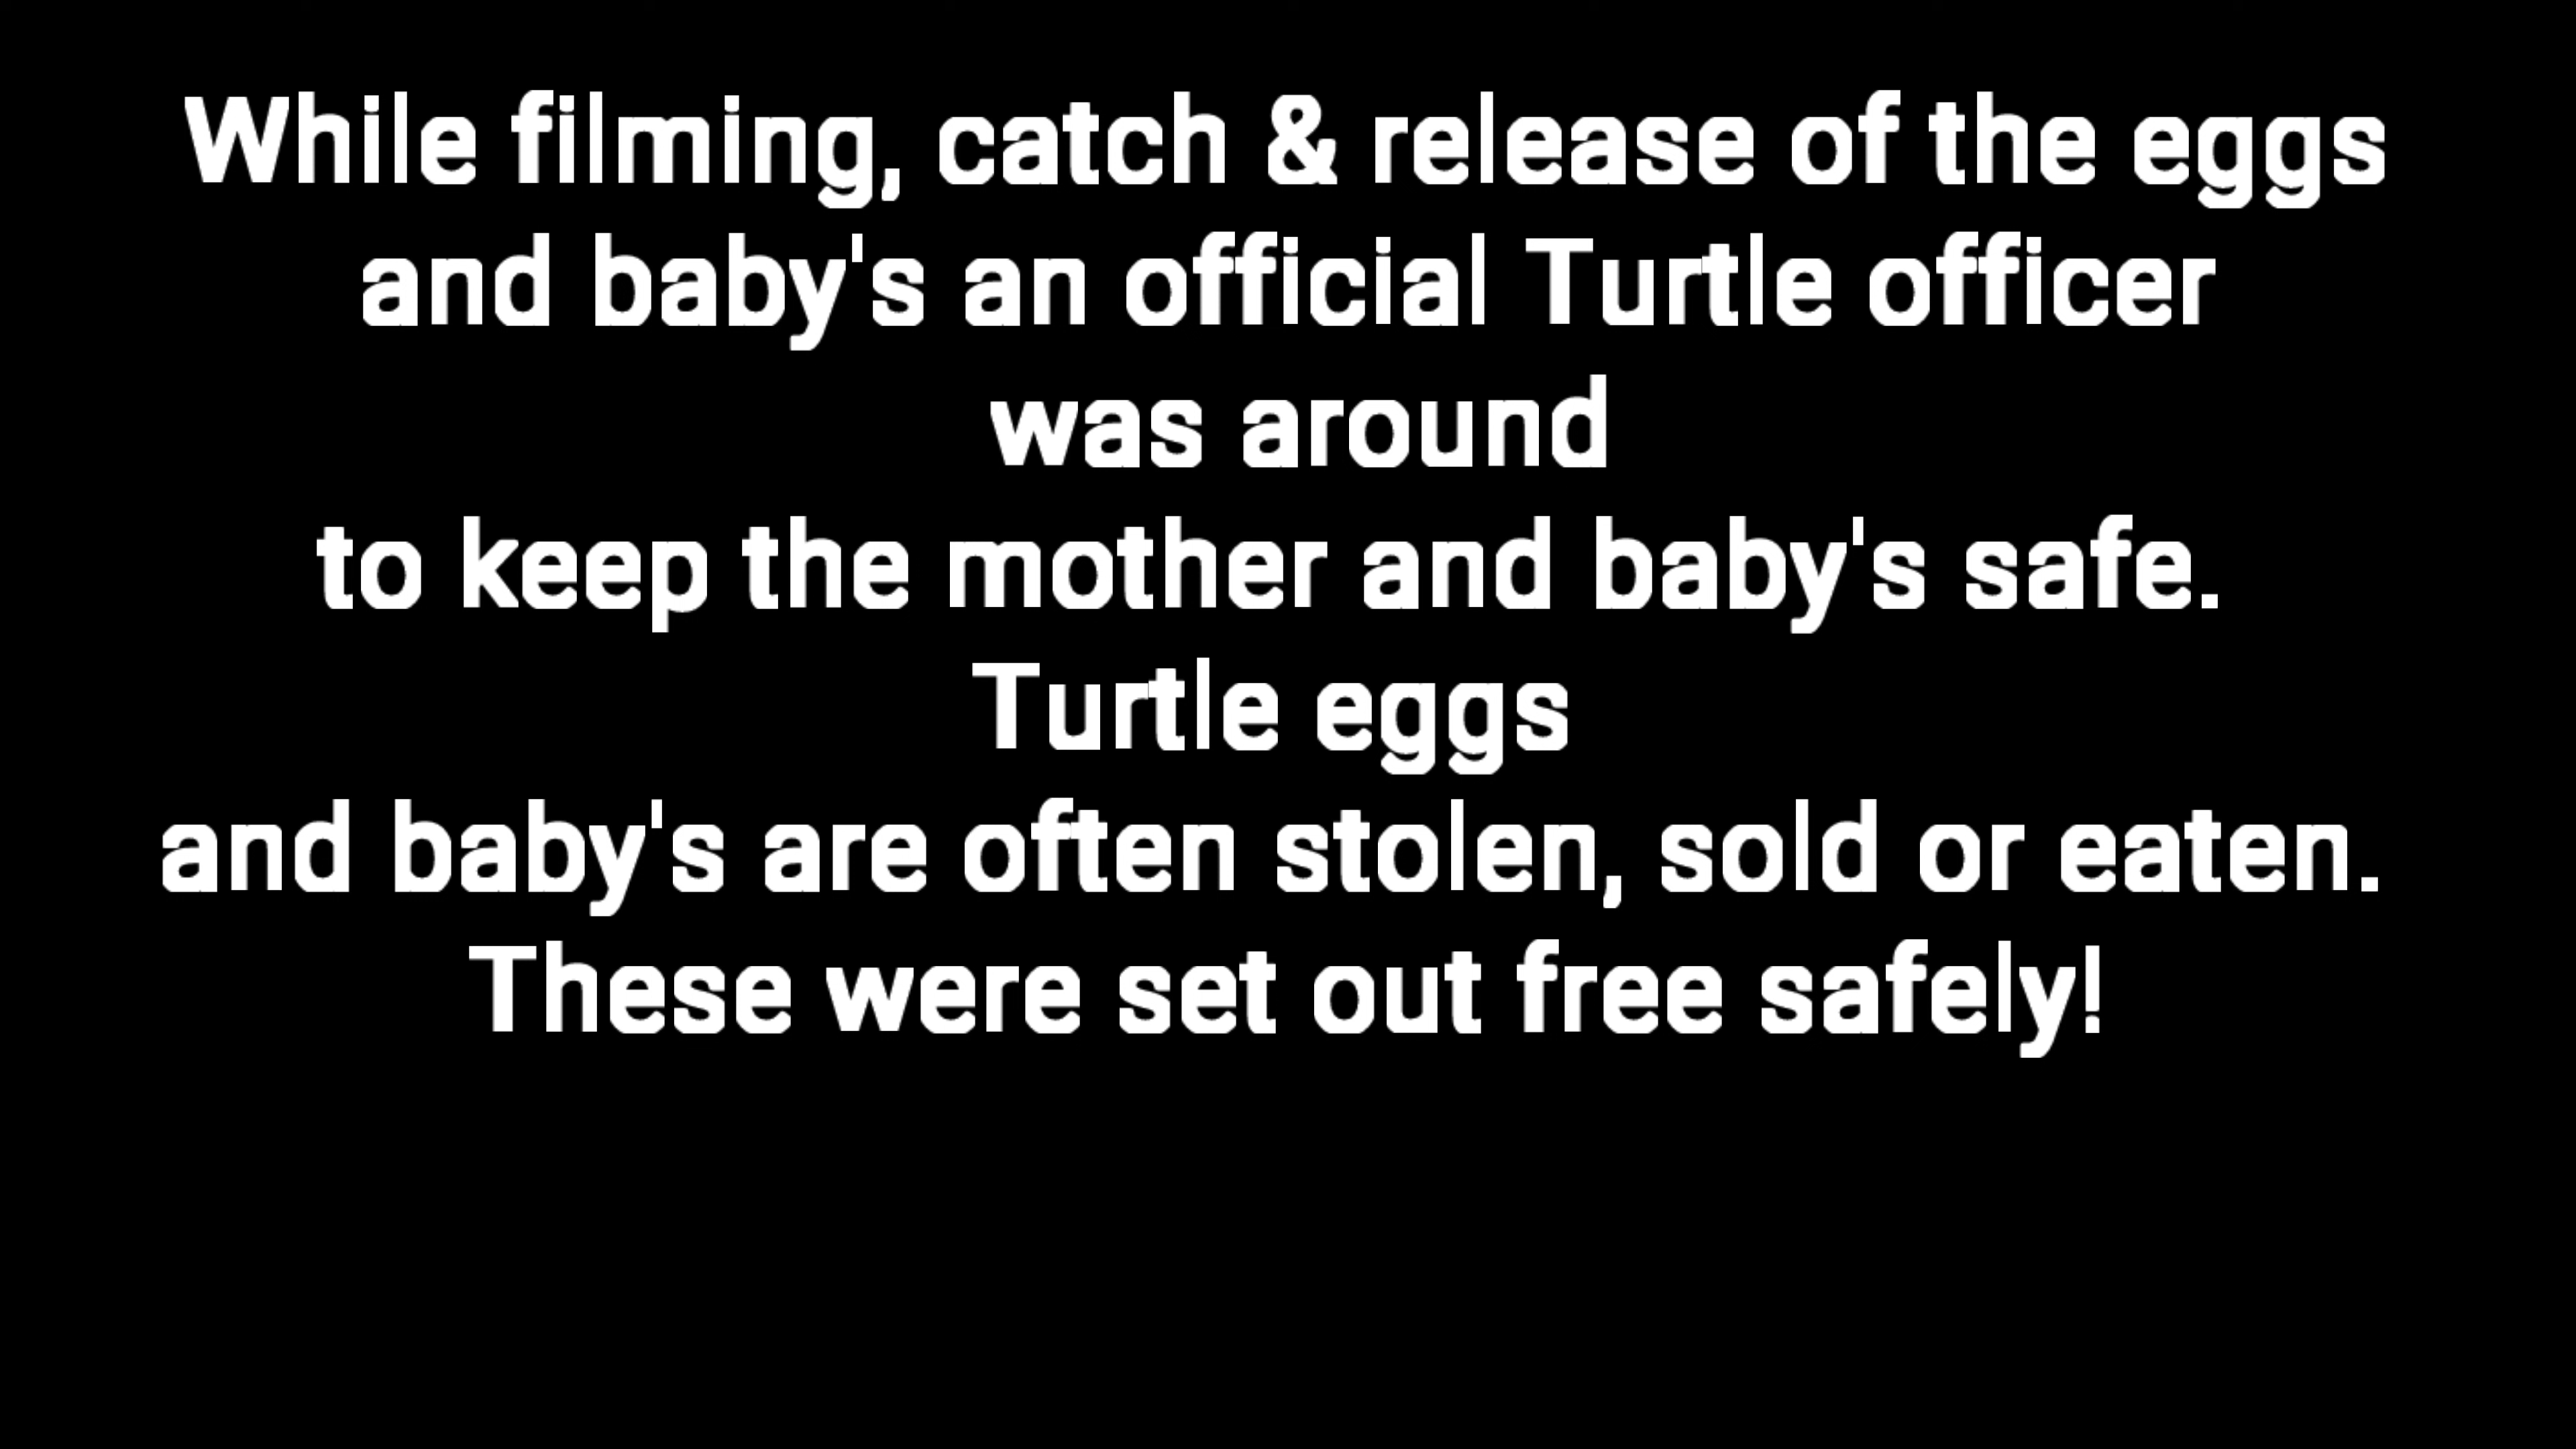 While filming, catch & release of the eggs
and baby's an official Turtle officer
was around
to keep the mother and baby's safe.
Turtle eggs
and baby's are often stolen, sold or eaten.
These were set out free safely!